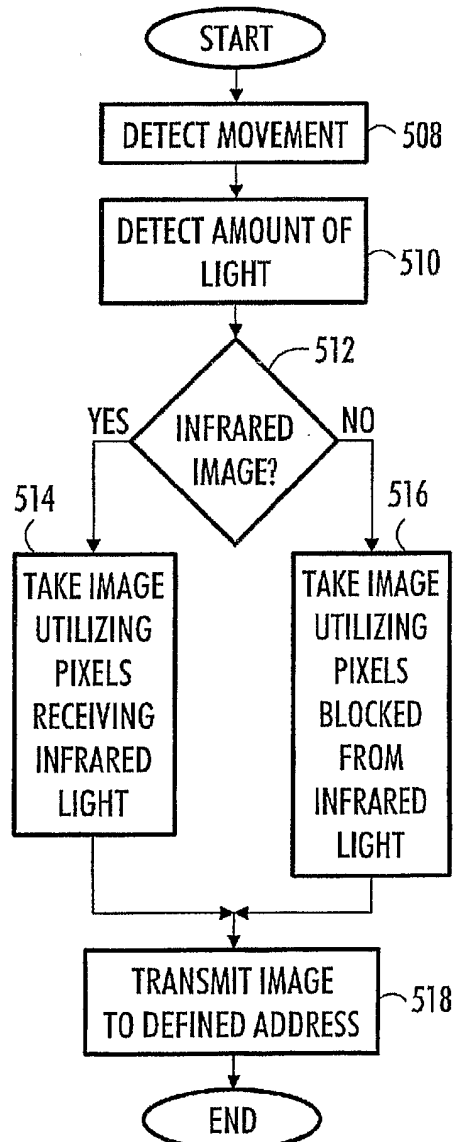 START
DETECT MOVEMENT
508
DETECT AMOUNT OF
LIGHT
510
512
INFRARED
IMAGE?
YES
NO
514
TAKE IMAGE
UTILIZING
PIXELS
RECEIVING
INFRARED
LIGHT
516
TAKE IMAGE
UTILIZING
PIXELS
BLOCKED
FROM
INFRARED
LIGHT
TRANSMIT IMAGE
TO DEFINED ADDRESS
518
END